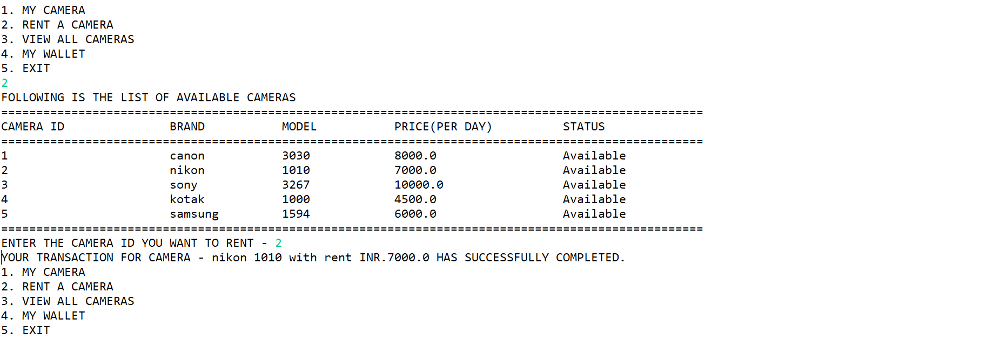 1. MY CAMERA
2. RENT A CAMERA
3. VIEW ALL CAMERAS
4. MY WALLET
5. EXIT
2
FOLLOWING IS THE LIST OF AVAILABLE CAMERAS
====================================================================================================
CAMERA ID               BRAND           MODEL           PRICE(PER DAY)          STATUS
====================================================================================================
1                       canon           3030            8000.0                  Available
2                       nikon           1010            7000.0                  Available
3                       sony            3267            10000.0                 Available
4                       kotak           1000            4500.0                  Available
5                       samsung         1594            6000.0                  Available
====================================================================================================
ENTER THE CAMERA ID YOU WANT TO RENT - 2
YOUR TRANSACTION FOR CAMERA - nikon 1010 with rent INR.7000.0 HAS SUCCESSFULLY COMPLETED.
1. MY CAMERA
2. RENT A CAMERA
3. VIEW ALL CAMERAS
4. MY WALLET
5. EXIT